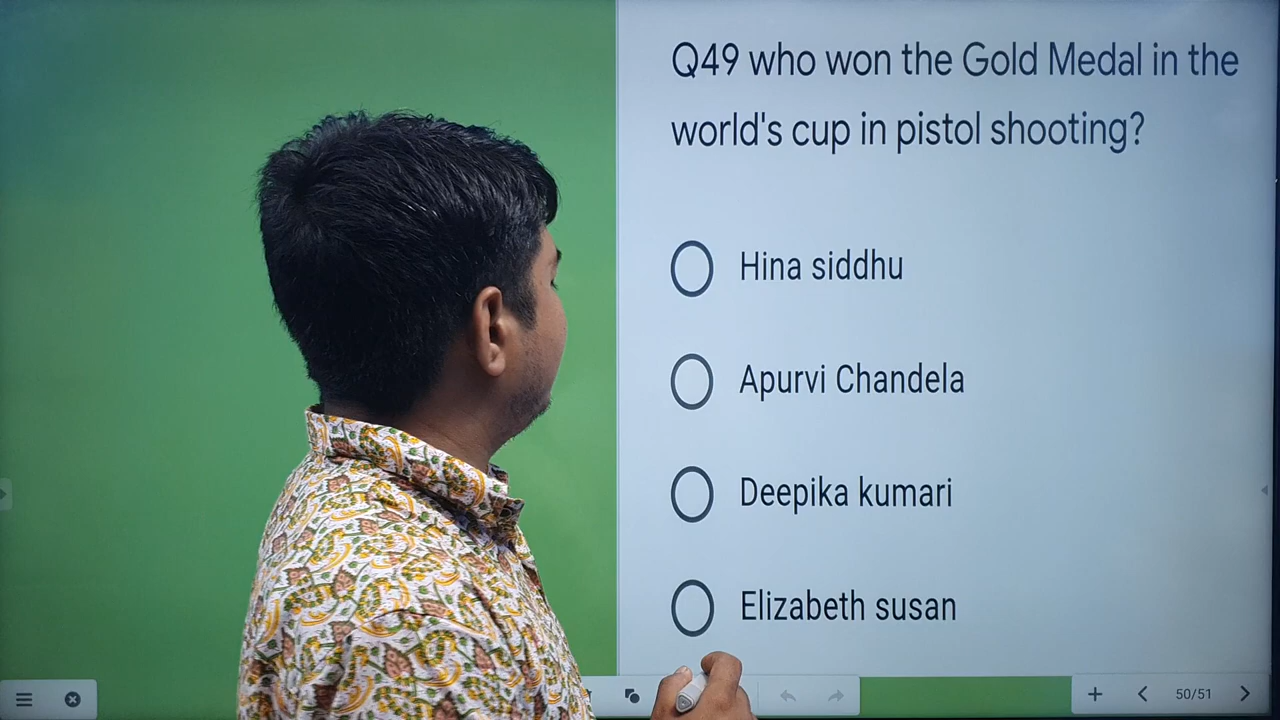 Q49 who won the Gold Medal in the
world's cup in pistol shooting?
Hina siddhu
Apurvi Chandela
Deepika kumari
Elizabeth susan
50/51